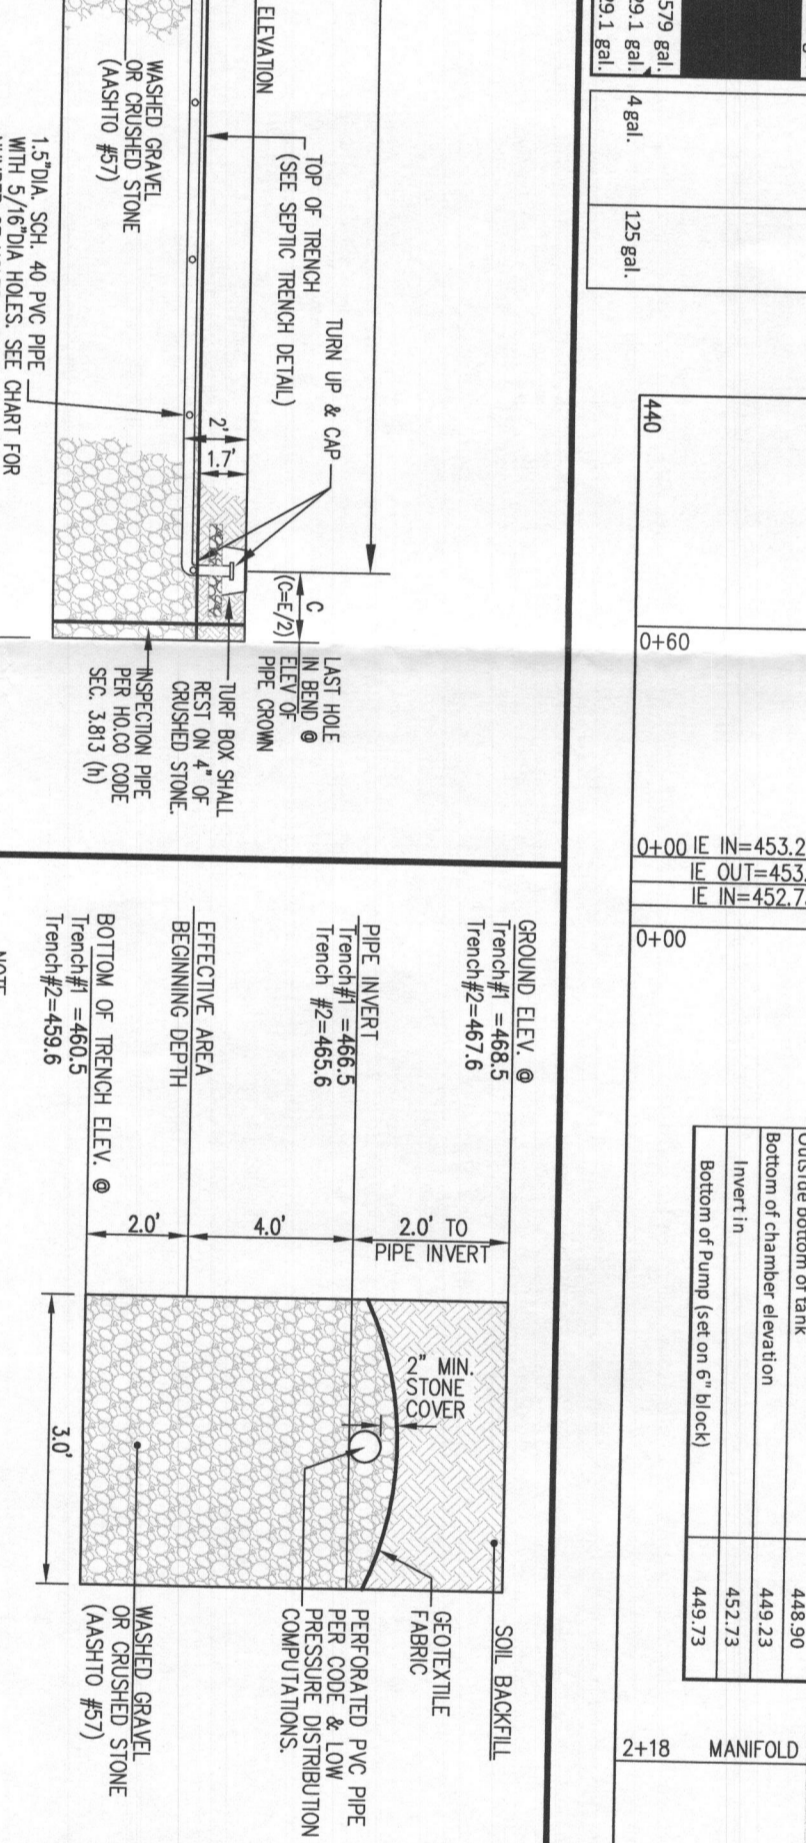 579 gal.
29.1 gal.
29.1 gal.
4 gal.
125 gal.
440
0+60
0+00 IE IN=453.2
IE OUT=453.
IE IN=452.7
0+00
bottom of tank
448.90
Bottom of chamber elevation
449.23
Invert in
452.73
Bottom of Pump (set on 6" block)
449.73
2+18
MANIFOLD
ELEVATION
TOP OF TRENCH
(SEE SEPTIC TRENCH DETAIL)
TURN UP & CAP
WASHED GRAVEL
OR CRUSHED STONE
(AASHTO #57)
1.5"DIA. SCH. 40 PVC PIPE
WITH 5/16"DIA HOLES. SEE CHART FOR
2'
1.7'
C
(C=E/2)
LAST HOLE
IN BEND @
ELEV OF
PIPE CROWN
TURF BOX SHALL
REST ON 4" OF
CRUSHED STONE.
INSPECTION PIPE
PER HO.CO CODE
SEC. 3.813 (h)
GROUND ELEV. @
Trench#1 =468.5
Trench#2=467.6
PIPE INVERT
Trench#1 =466.5
Trench #2=465.6
EFFECTIVE AREA
BEGINNING DEPTH
BOTTOM OF TRENCH ELEV. @
Trench#1 =460.5
Trench#2=459.6
NOTE
2.0' TO
PIPE INVERT
4.0'
2.0'
2" MIN.
STONE
COVER
3.0'
SOIL BACKFILL
GEOTEXTILE
FABRIC
PERFORATED PVC PIPE
PER CODE & LOW
PRESSURE DISTRIBUTION
COMPUTATIONS.
WASHED GRAVEL
OR CRUSHED STONE
(AASHTO #57)